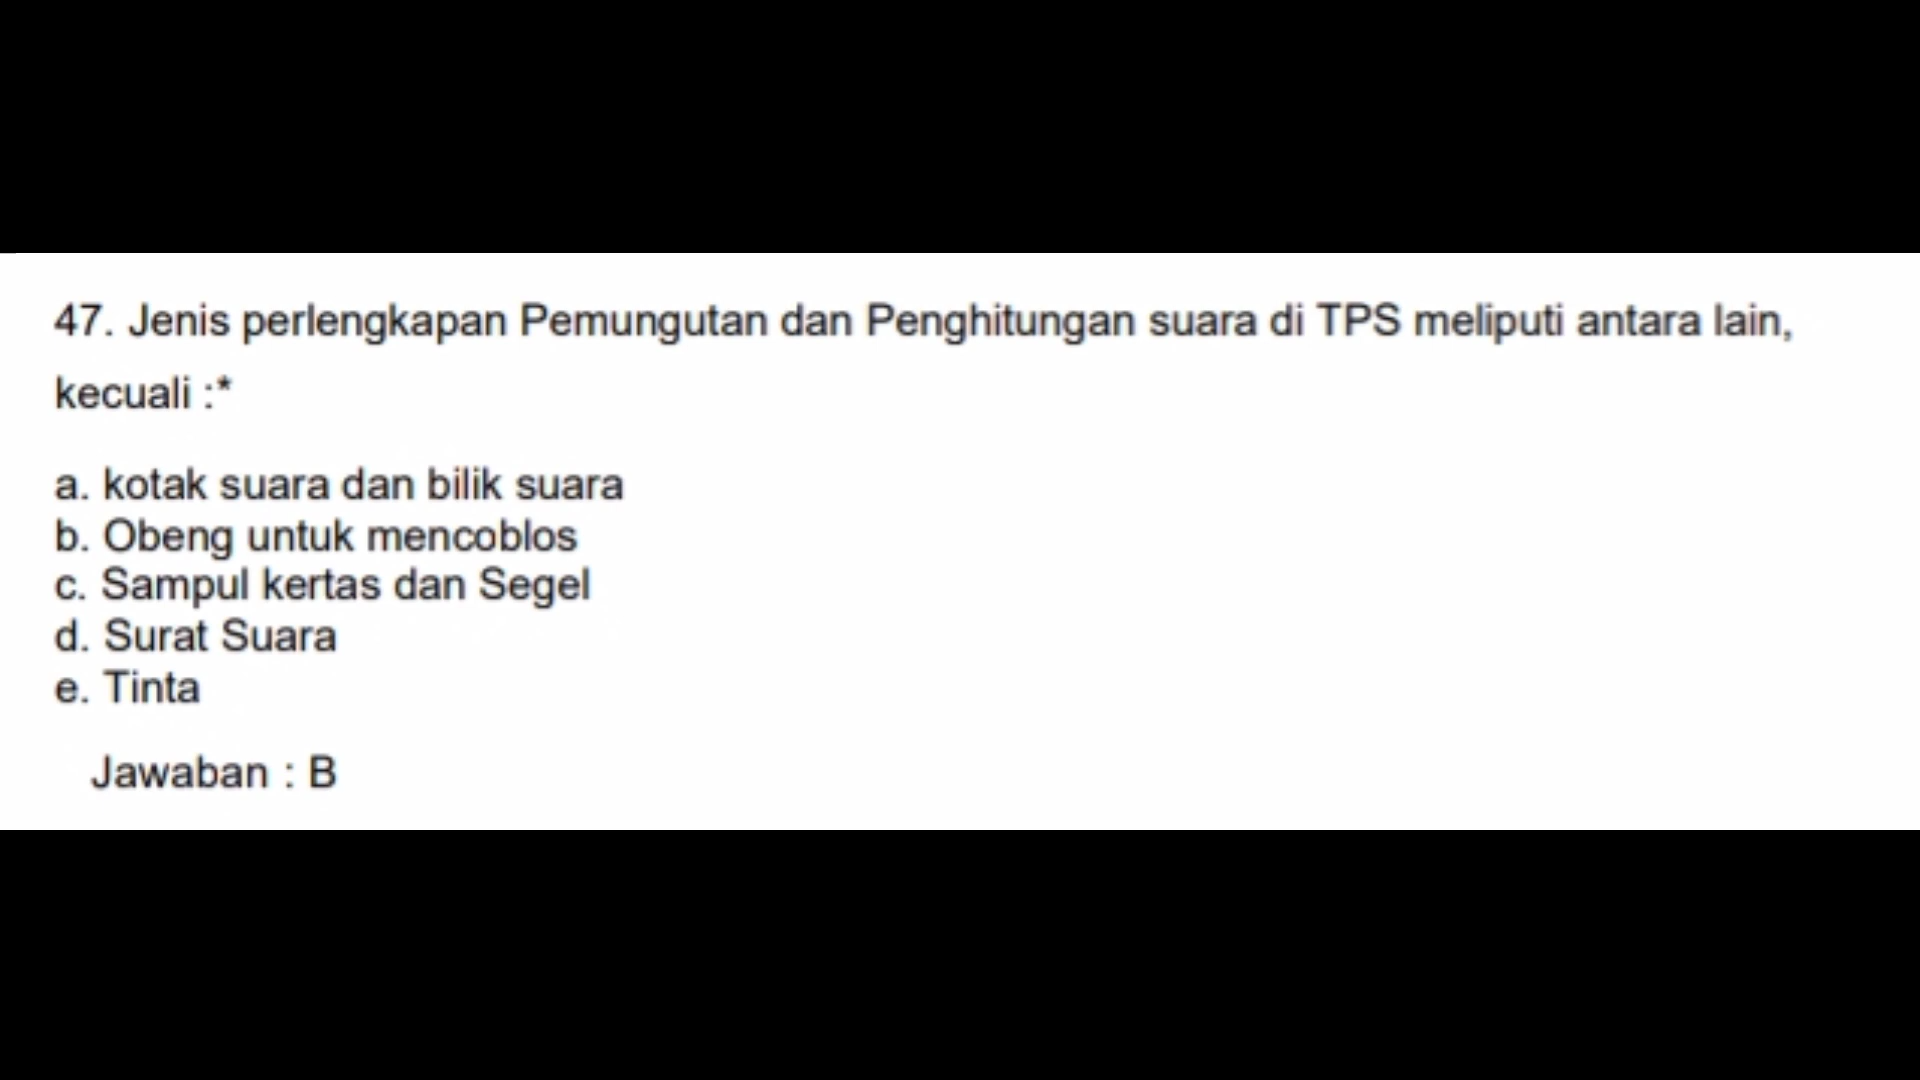 47. Jenis perlengkapan Pemungutan dan Penghitungan suara di TPS meliputi antara lain,
kecuali :*
a. kotak suara dan bilik suara
b. Obeng untuk mencoblos
c. Sampul kertas dan Segel
d. Surat Suara
e. Tinta
Jawaban : B